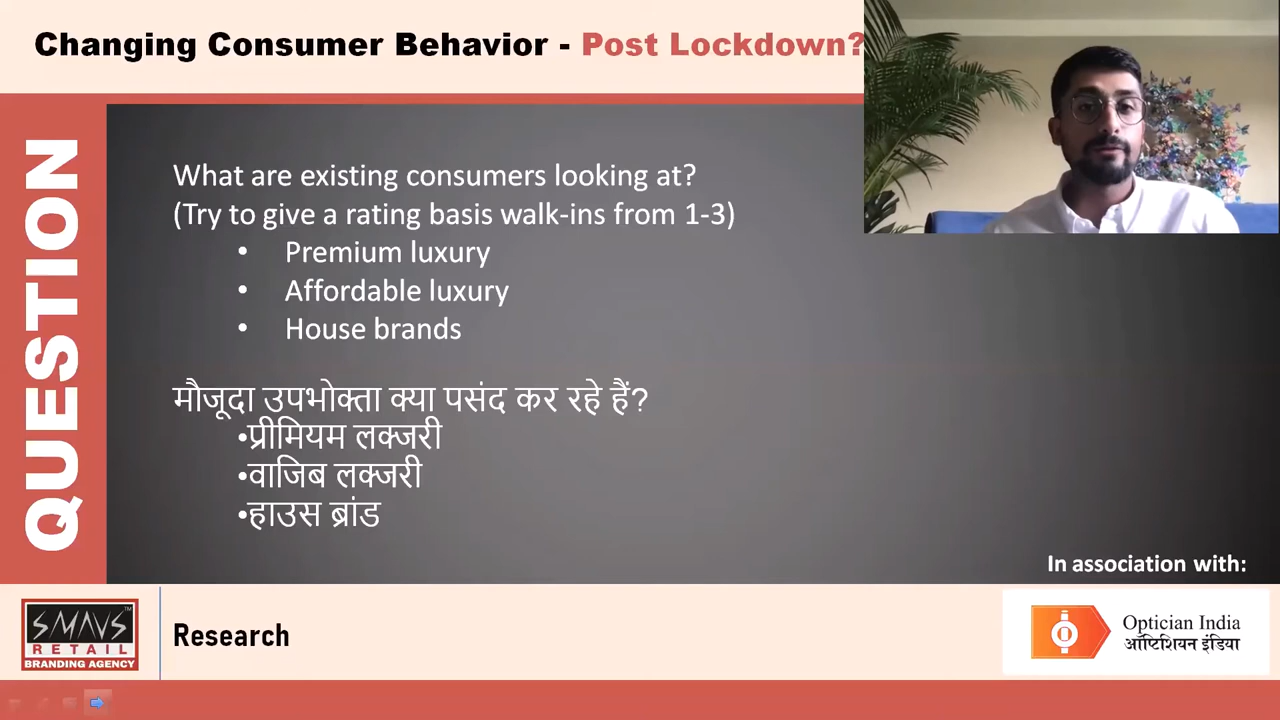 Changing Consumer Behavior - Post Lockdown?
QUESTION
What are existing consumers looking at?
(Try to give a rating basis walk-ins from 1-3)
• Premium luxury
• Affordable luxury
• House brands
मौजूदा उपभोक्ता क्या पसंद कर रहे हैं?
•प्रीमियम लक्जरी
•वाजिब लक्जरी
•हाउस ब्रांड
In association with:
SMAVS™
RETAIL
BRANDING AGENCY
Research
Optician India
ऑप्टिशियन इंडिया